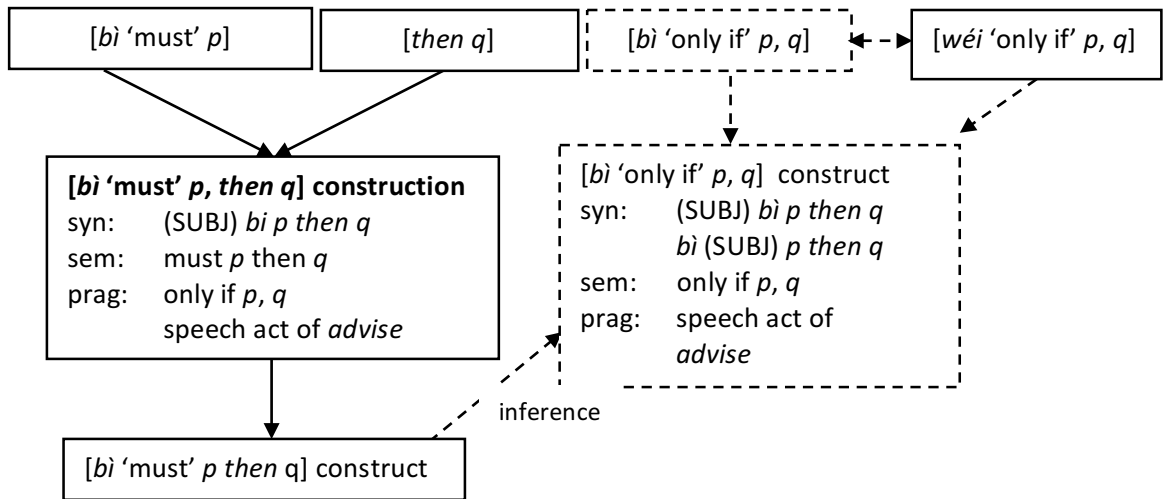 [bì ‘must’ p]
[then q]
[bì ‘only if’ p, q]
[wéi ‘only if’ p, q]
[bì ‘must’ p, then q] construction
syn: (SUBJ) bi p then q
sem: must p then q
prag: only if p, q
speech act of advise
[bì ‘only if’ p, q] construct
syn: (SUBJ) bì p then q
bì (SUBJ) p then q
sem: only if p, q
prag: speech act of
advise
inference
[bì ‘must’ p then q] construct